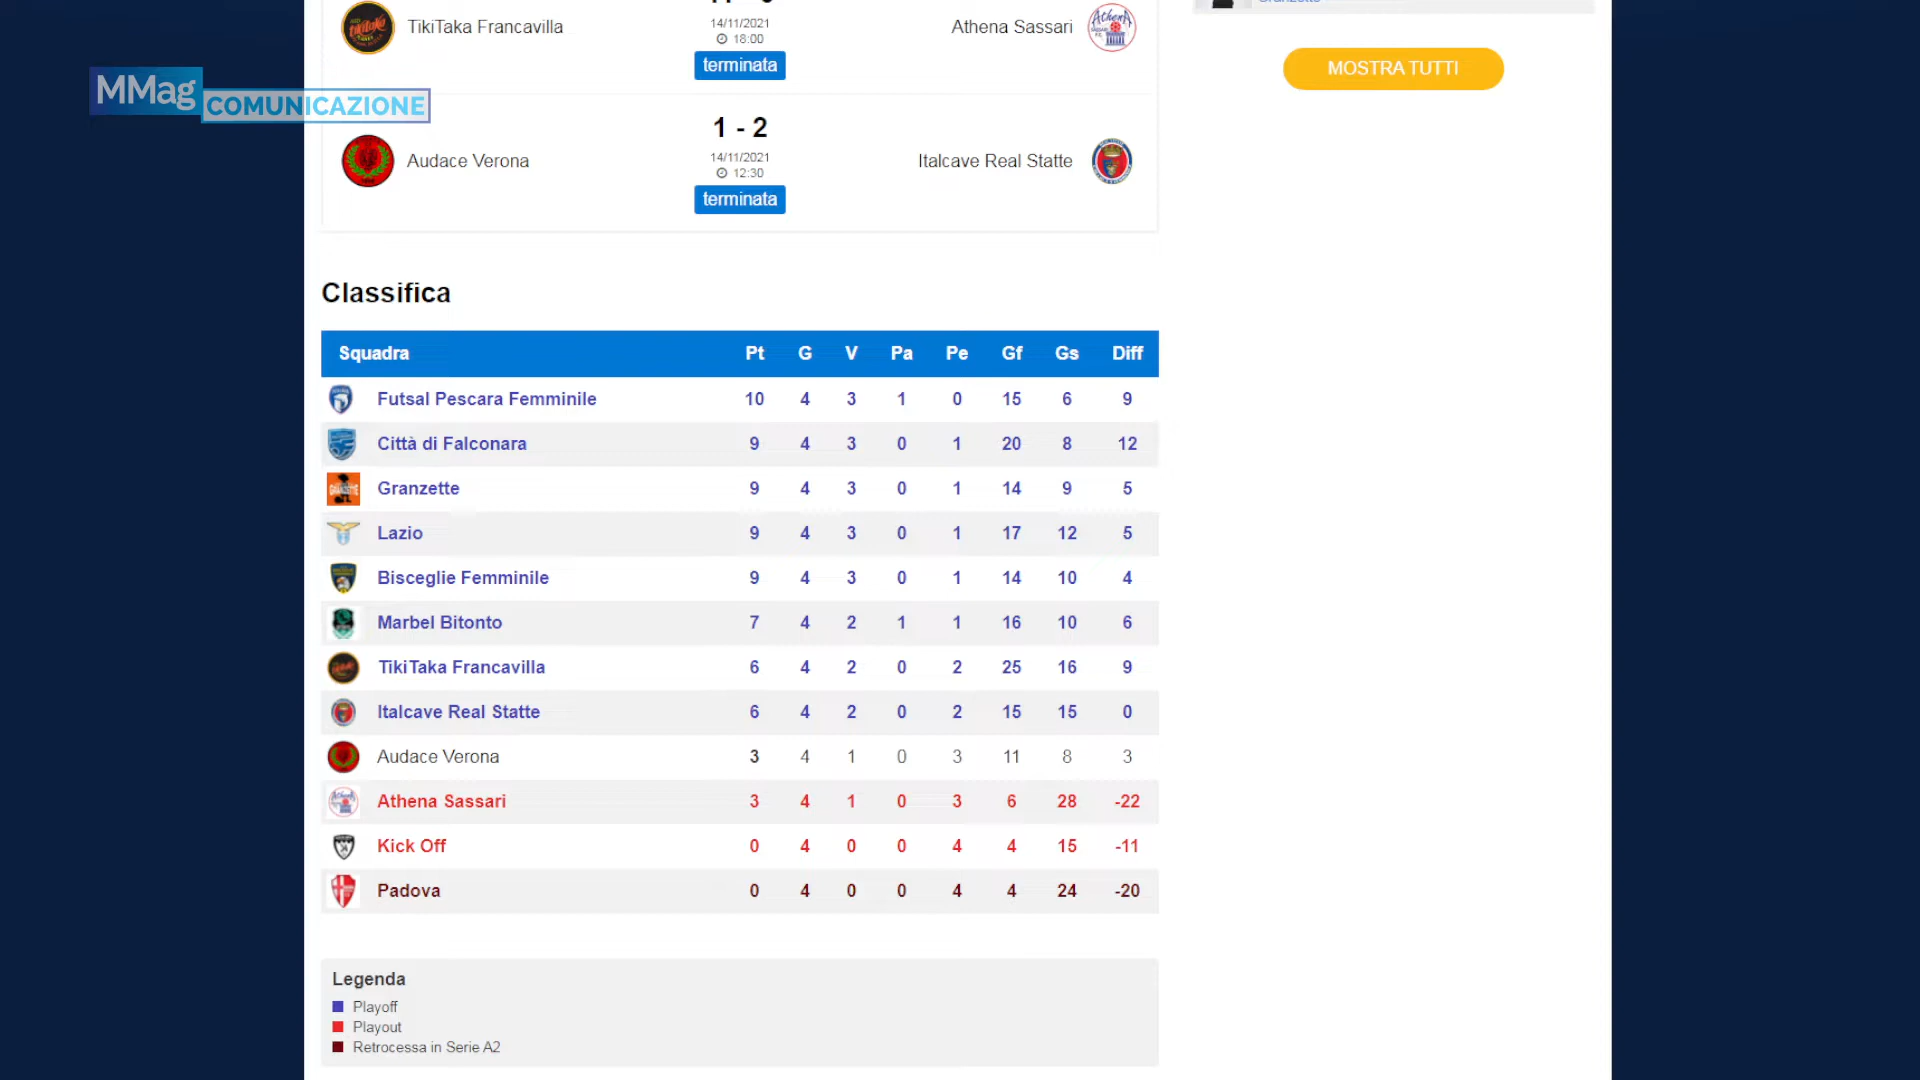 TikiTaka Francavilla
14/11/2021
18:00
Athena Sassari
terminata
MOSTRA TUTTI
MMag
COMUNICAZIONE
Audace Verona
1 - 2
14/11/2021
12:30
Italcave Real Statte
terminata
Classifica
Squadra Pt G V Pa Pe Gf Gs Diff
Futsal Pescara Femminile 10 4 3 1 0 15 6 9
Città di Falconara 9 4 3 0 1 20 8 12
Granzette 9 4 3 0 1 14 9 5
Lazio 9 4 3 0 1 17 12 5
Bisceglie Femminile 9 4 3 0 1 14 10 4
Marbel Bitonto 7 4 2 1 1 16 10 6
TikiTaka Francavilla 6 4 2 0 2 25 16 9
Italcave Real Statte 6 4 2 0 2 15 15 0
Audace Verona 3 4 1 0 3 11 8 3
Athena Sassari 3 4 1 0 3 6 28 -22
Kick Off 0 4 0 0 4 4 15 -11
Padova 0 4 0 0 4 4 24 -20
Legenda
Playoff
Playout
Retrocessa in Serie A2